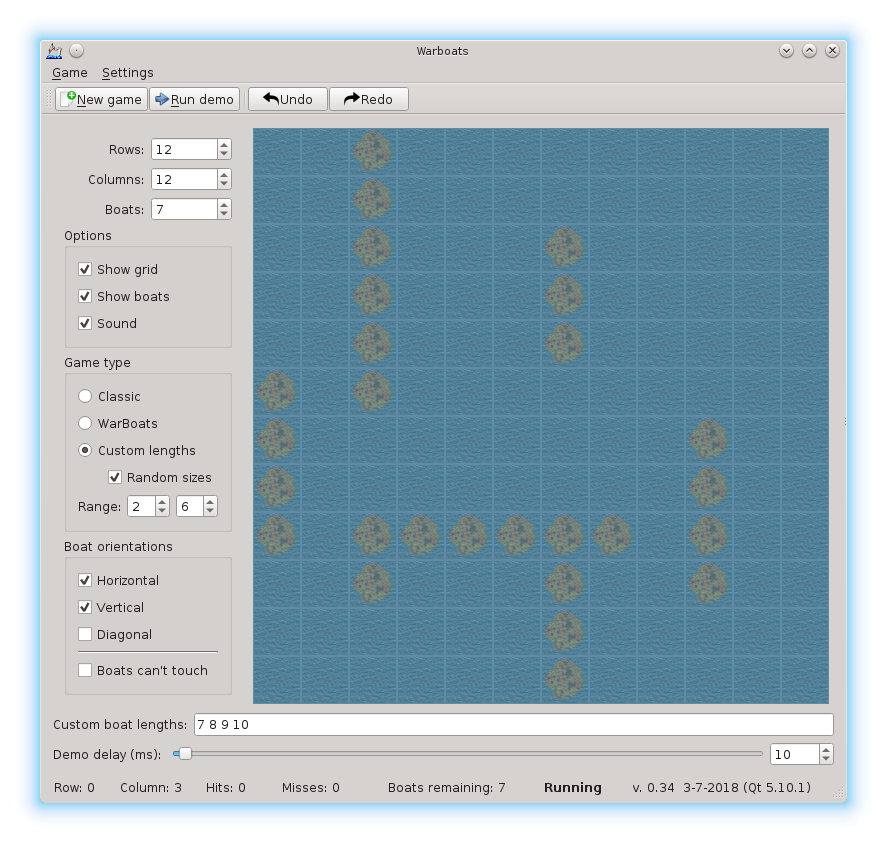 Warboats
Game Settings
New game Run demo Undo Redo
Rows: 12
Columns: 12
Boats: 7
Options
Show grid
Show boats
Sound
Game type
Classic
WarBoats
Custom lengths
Random sizes
Range: 2 6
Boat orientations
Horizontal
Vertical
Diagonal
Boats can't touch
Custom boat lengths: 7 8 9 10
Demo delay (ms): 10
Row: 0 Column: 3 Hits: 0 Misses: 0 Boats remaining: 7 Running v. 0.34 3-7-2018 (Qt 5.10.1)